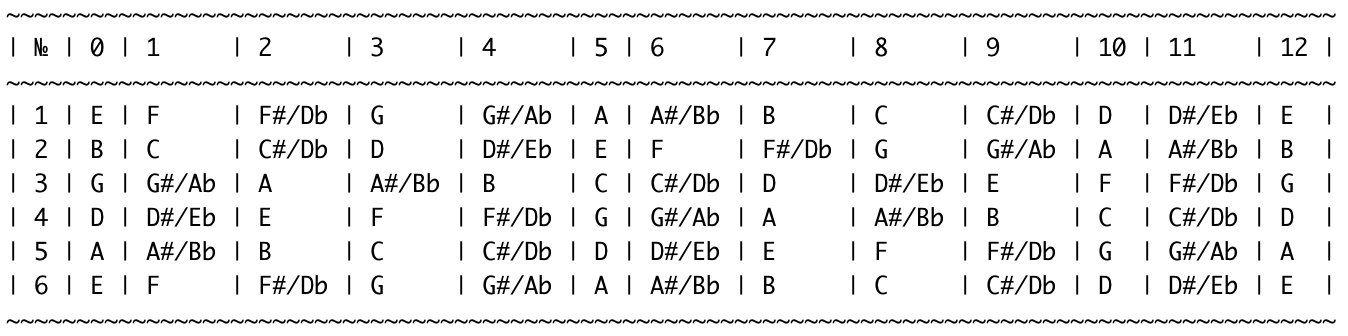 ~~~~~~~~~~~~~~~~~~~~~~~~~~~~~~~~~~~~~~~~~~~~~~~~~~~~~~~~~~~~~~~~~~~~~~~~~~~~~~~~~~~~~~~~~~~~~~~
| № | 0 | 1     | 2     | 3     | 4     | 5 | 6     | 7     | 8     | 9     | 10 | 11    | 12 |
~~~~~~~~~~~~~~~~~~~~~~~~~~~~~~~~~~~~~~~~~~~~~~~~~~~~~~~~~~~~~~~~~~~~~~~~~~~~~~~~~~~~~~~~~~~~~~~
| 1 | E | F     | F#/Db | G     | G#/Ab | A | A#/Bb | B     | C     | C#/Db | D  | D#/Eb | E  |
| 2 | B | C     | C#/Db | D     | D#/Eb | E | F     | F#/Db | G     | G#/Ab | A  | A#/Bb | B  |
| 3 | G | G#/Ab | A     | A#/Bb | B     | C | C#/Db | D     | D#/Eb | E     | F  | F#/Db | G  |
| 4 | D | D#/Eb | E     | F     | F#/Db | G | G#/Ab | A     | A#/Bb | B     | C  | C#/Db | D  |
| 5 | A | A#/Bb | B     | C     | C#/Db | D | D#/Eb | E     | F     | F#/Db | G  | G#/Ab | A  |
| 6 | E | F     | F#/Db | G     | G#/Ab | A | A#/Bb | B     | C     | C#/Db | D  | D#/Eb | E  |
~~~~~~~~~~~~~~~~~~~~~~~~~~~~~~~~~~~~~~~~~~~~~~~~~~~~~~~~~~~~~~~~~~~~~~~~~~~~~~~~~~~~~~~~~~~~~~~